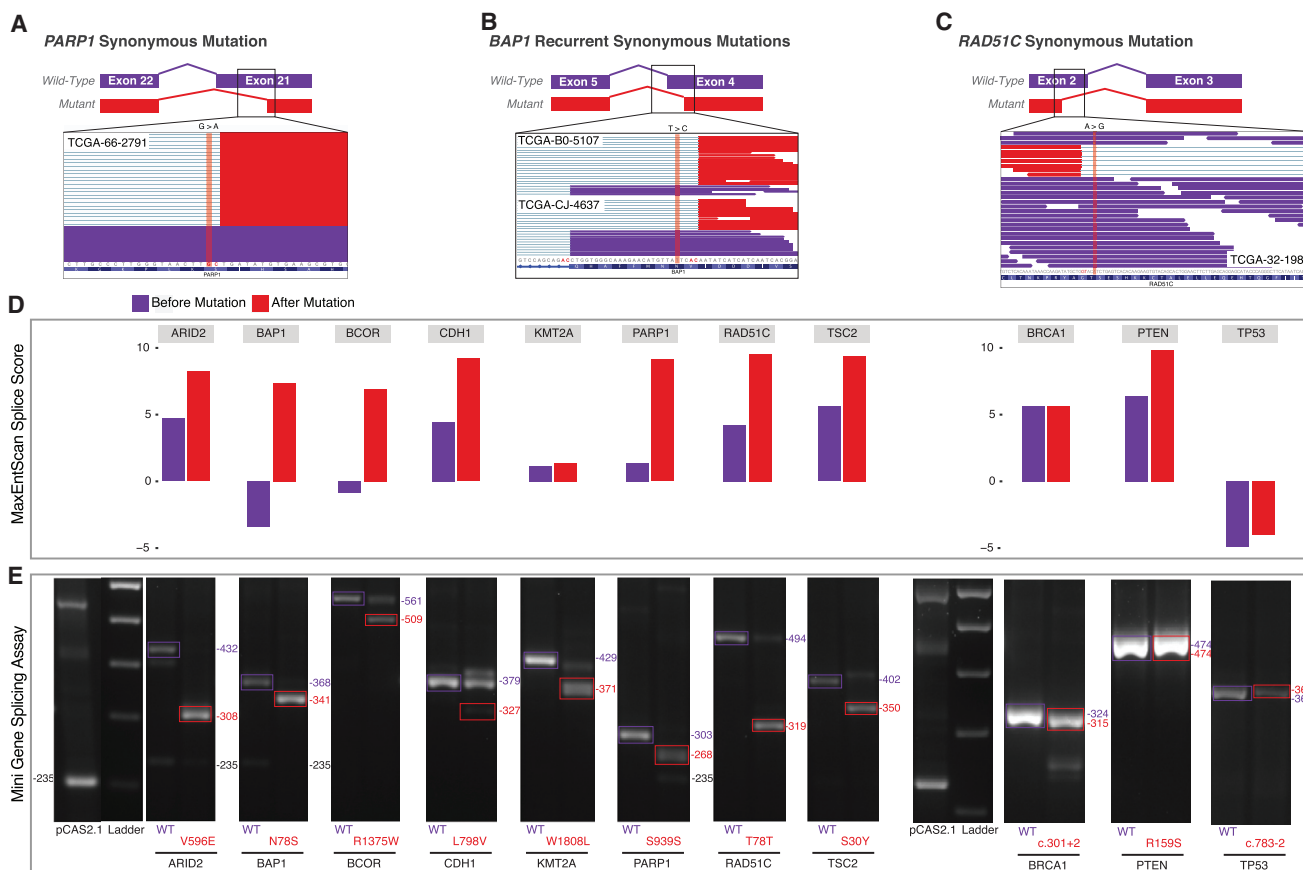 A
PARP1 Synonymous Mutation
Wild-Type
Exon 22
Exon 21
Mutant
G > A
TCGA-66-2791
PARP1
B
BAP1 Recurrent Synonymous Mutations
Wild-Type
Exon 5
Exon 4
Mutant
T > C
TCGA-B0-5107
TCGA-CJ-4637
BAP1
C
RAD51C Synonymous Mutation
Wild-Type
Exon 2
Exon 3
Mutant
A > G
TCGA-32-198
RAD51C
D
Before Mutation
After Mutation
MaxEntScan Splice Score
ARID2
BAP1
BCOR
CDH1
KMT2A
PARP1
RAD51C
TSC2
BRCA1
PTEN
TP53
10
5
0
−5
10
5
0
−5
E
Mini Gene Splicing Assay
-235
-432
-308
-235
-368
-341
-235
-561
-509
-379
-327
-429
-371
-303
-268
-235
-494
-319
-402
-350
-324
-315
-474
-474
pCAS2.1
Ladder
WT
V596E
ARID2
WT
N78S
BAP1
WT
R1375W
BCOR
WT
L798V
CDH1
WT
W1808L
KMT2A
WT
S939S
PARP1
WT
T78T
RAD51C
WT
S30Y
TSC2
pCAS2.1
Ladder
WT
c.301+2
BRCA1
WT
R159S
PTEN
WT
c.783-2
TP53